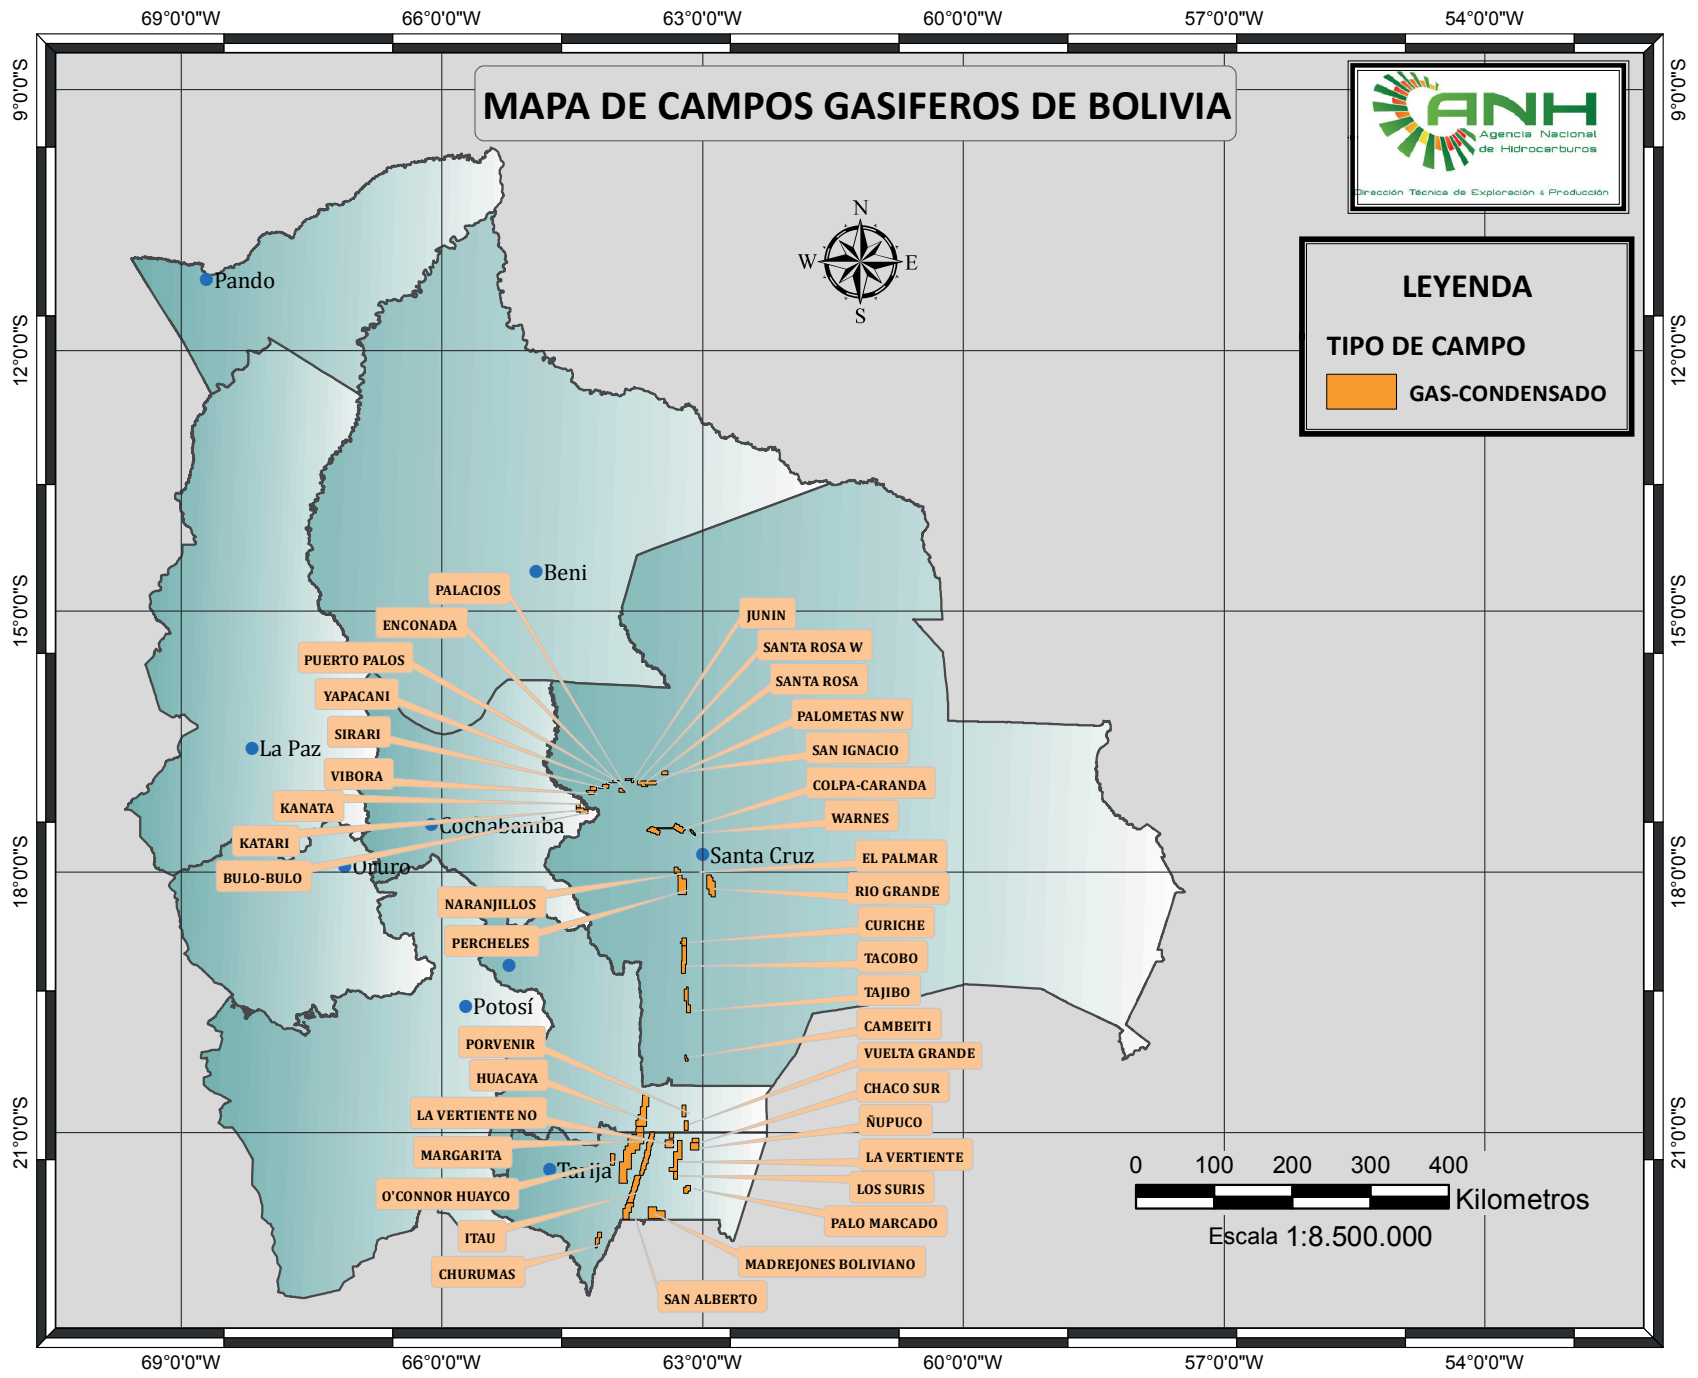 69°0'0"W 66°0'0"W 63°0'0"W 60°0'0"W 57°0'0"W 54°0'0"W
9°0'0"S
9°0'0"S
MAPA DE CAMPOS GASIFEROS DE BOLIVIA
ANH
Agencia Nacional
de Hidrocarburos
Dirección Técnica de Exploración & Producción
N
W E
S
LEYENDA
TIPO DE CAMPO
GAS-CONDENSADO
12°0'0"S
12°0'0"S
Pando
Beni
15°0'0"S
15°0'0"S
PALACIOS
ENCONADA
PUERTO PALOS
YAPACANI
SIRARI
VIBORA
KANATA
KATARI
BULO-BULO
JUNIN
SANTA ROSA W
SANTA ROSA
PALOMETAS NW
SAN IGNACIO
COLPA-CARANDA
WARNES
EL PALMAR
RIO GRANDE
CURICHE
TACOBO
TAJIBO
CAMBEITI
VUELTA GRANDE
CHACO SUR
ÑUPUCO
LA VERTIENTE
LOS SURIS
PALO MARCADO
MADREJONES BOLIVIANO
SAN ALBERTO
La Paz
Cochabamba
Oruro
Santa Cruz
18°0'0"S
18°0'0"S
NARANJILLOS
PERCHELES
Potosí
PORVENIR
HUACAYA
LA VERTIENTE NO
MARGARITA
O'CONNOR HUAYCO
ITAU
CHURUMAS
Tarija
21°0'0"S
21°0'0"S
0 100 200 300 400
Kilometros
Escala 1:8.500.000
69°0'0"W 66°0'0"W 63°0'0"W 60°0'0"W 57°0'0"W 54°0'0"W